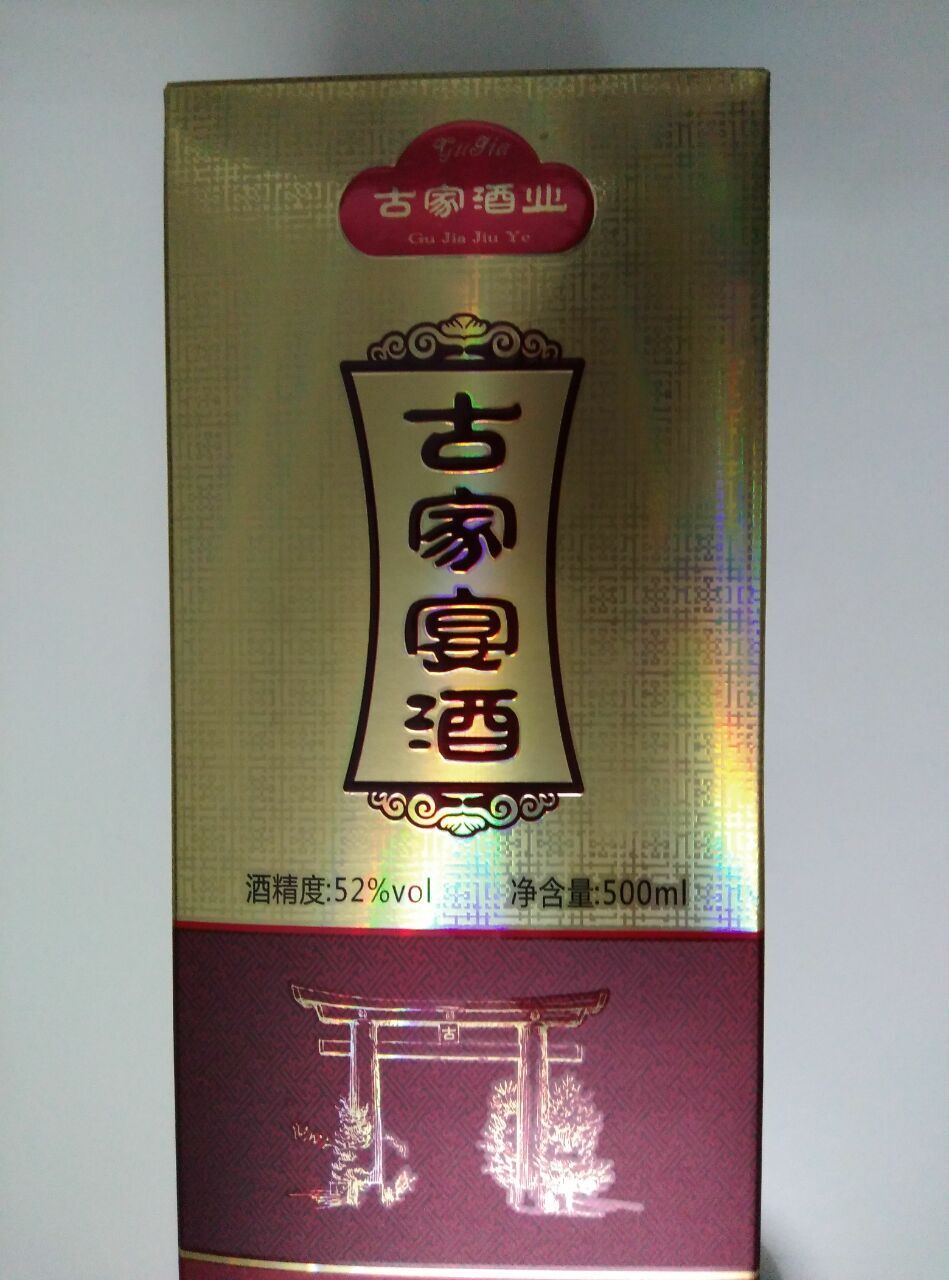 GuJia
古家酒业
Gu Jia Jiu Ye
古家宴酒
酒精度:52%vol 净含量:500ml
古